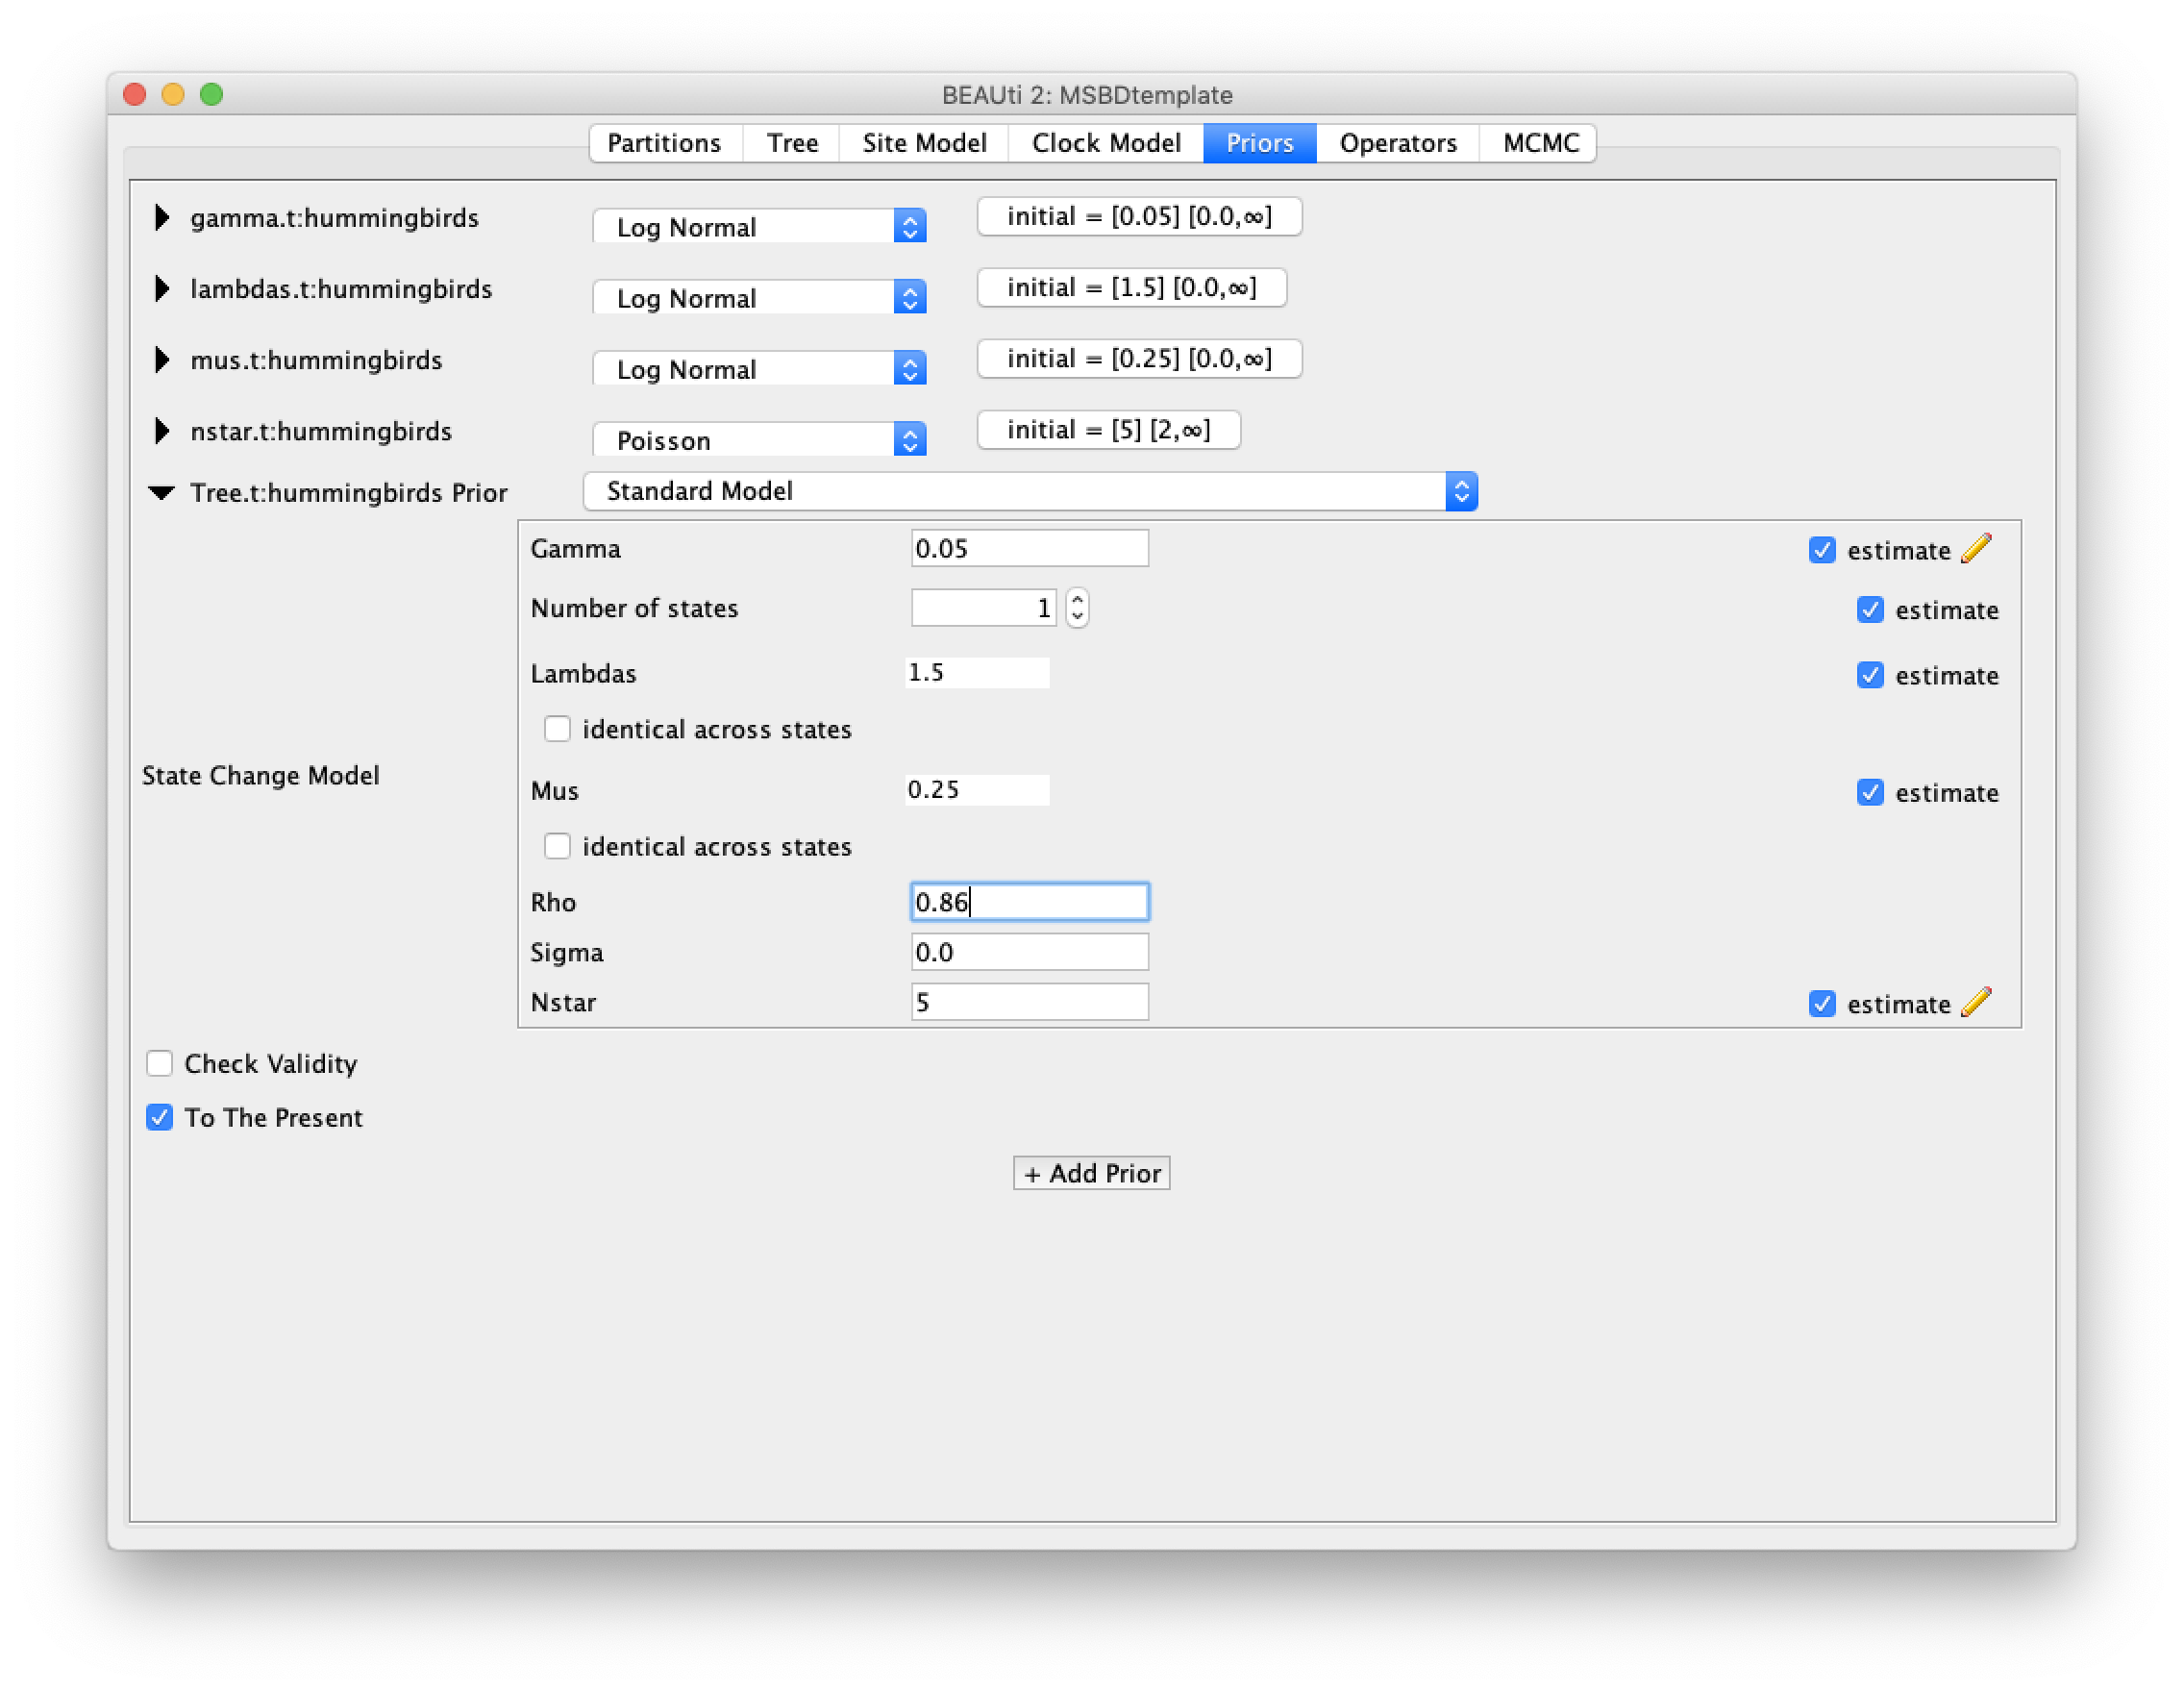 BEAUti 2: MSBDtemplate
Partitions Tree Site Model Clock Model Priors Operators MCMC
gamma.t:hummingbirds Log Normal initial = [0.05] [0.0,∞]
lambdas.t:hummingbirds Log Normal initial = [1.5] [0.0,∞]
mus.t:hummingbirds Log Normal initial = [0.25] [0.0,∞]
nstar.t:hummingbirds Poisson initial = [5] [2,∞]
Tree.t:hummingbirds Prior Standard Model
Gamma 0.05 estimate
Number of states 1 estimate
Lambdas 1.5 estimate
identical across states
State Change Model
Mus 0.25 estimate
identical across states
Rho 0.86
Sigma 0.0
Nstar 5 estimate
Check Validity
To The Present
+ Add Prior